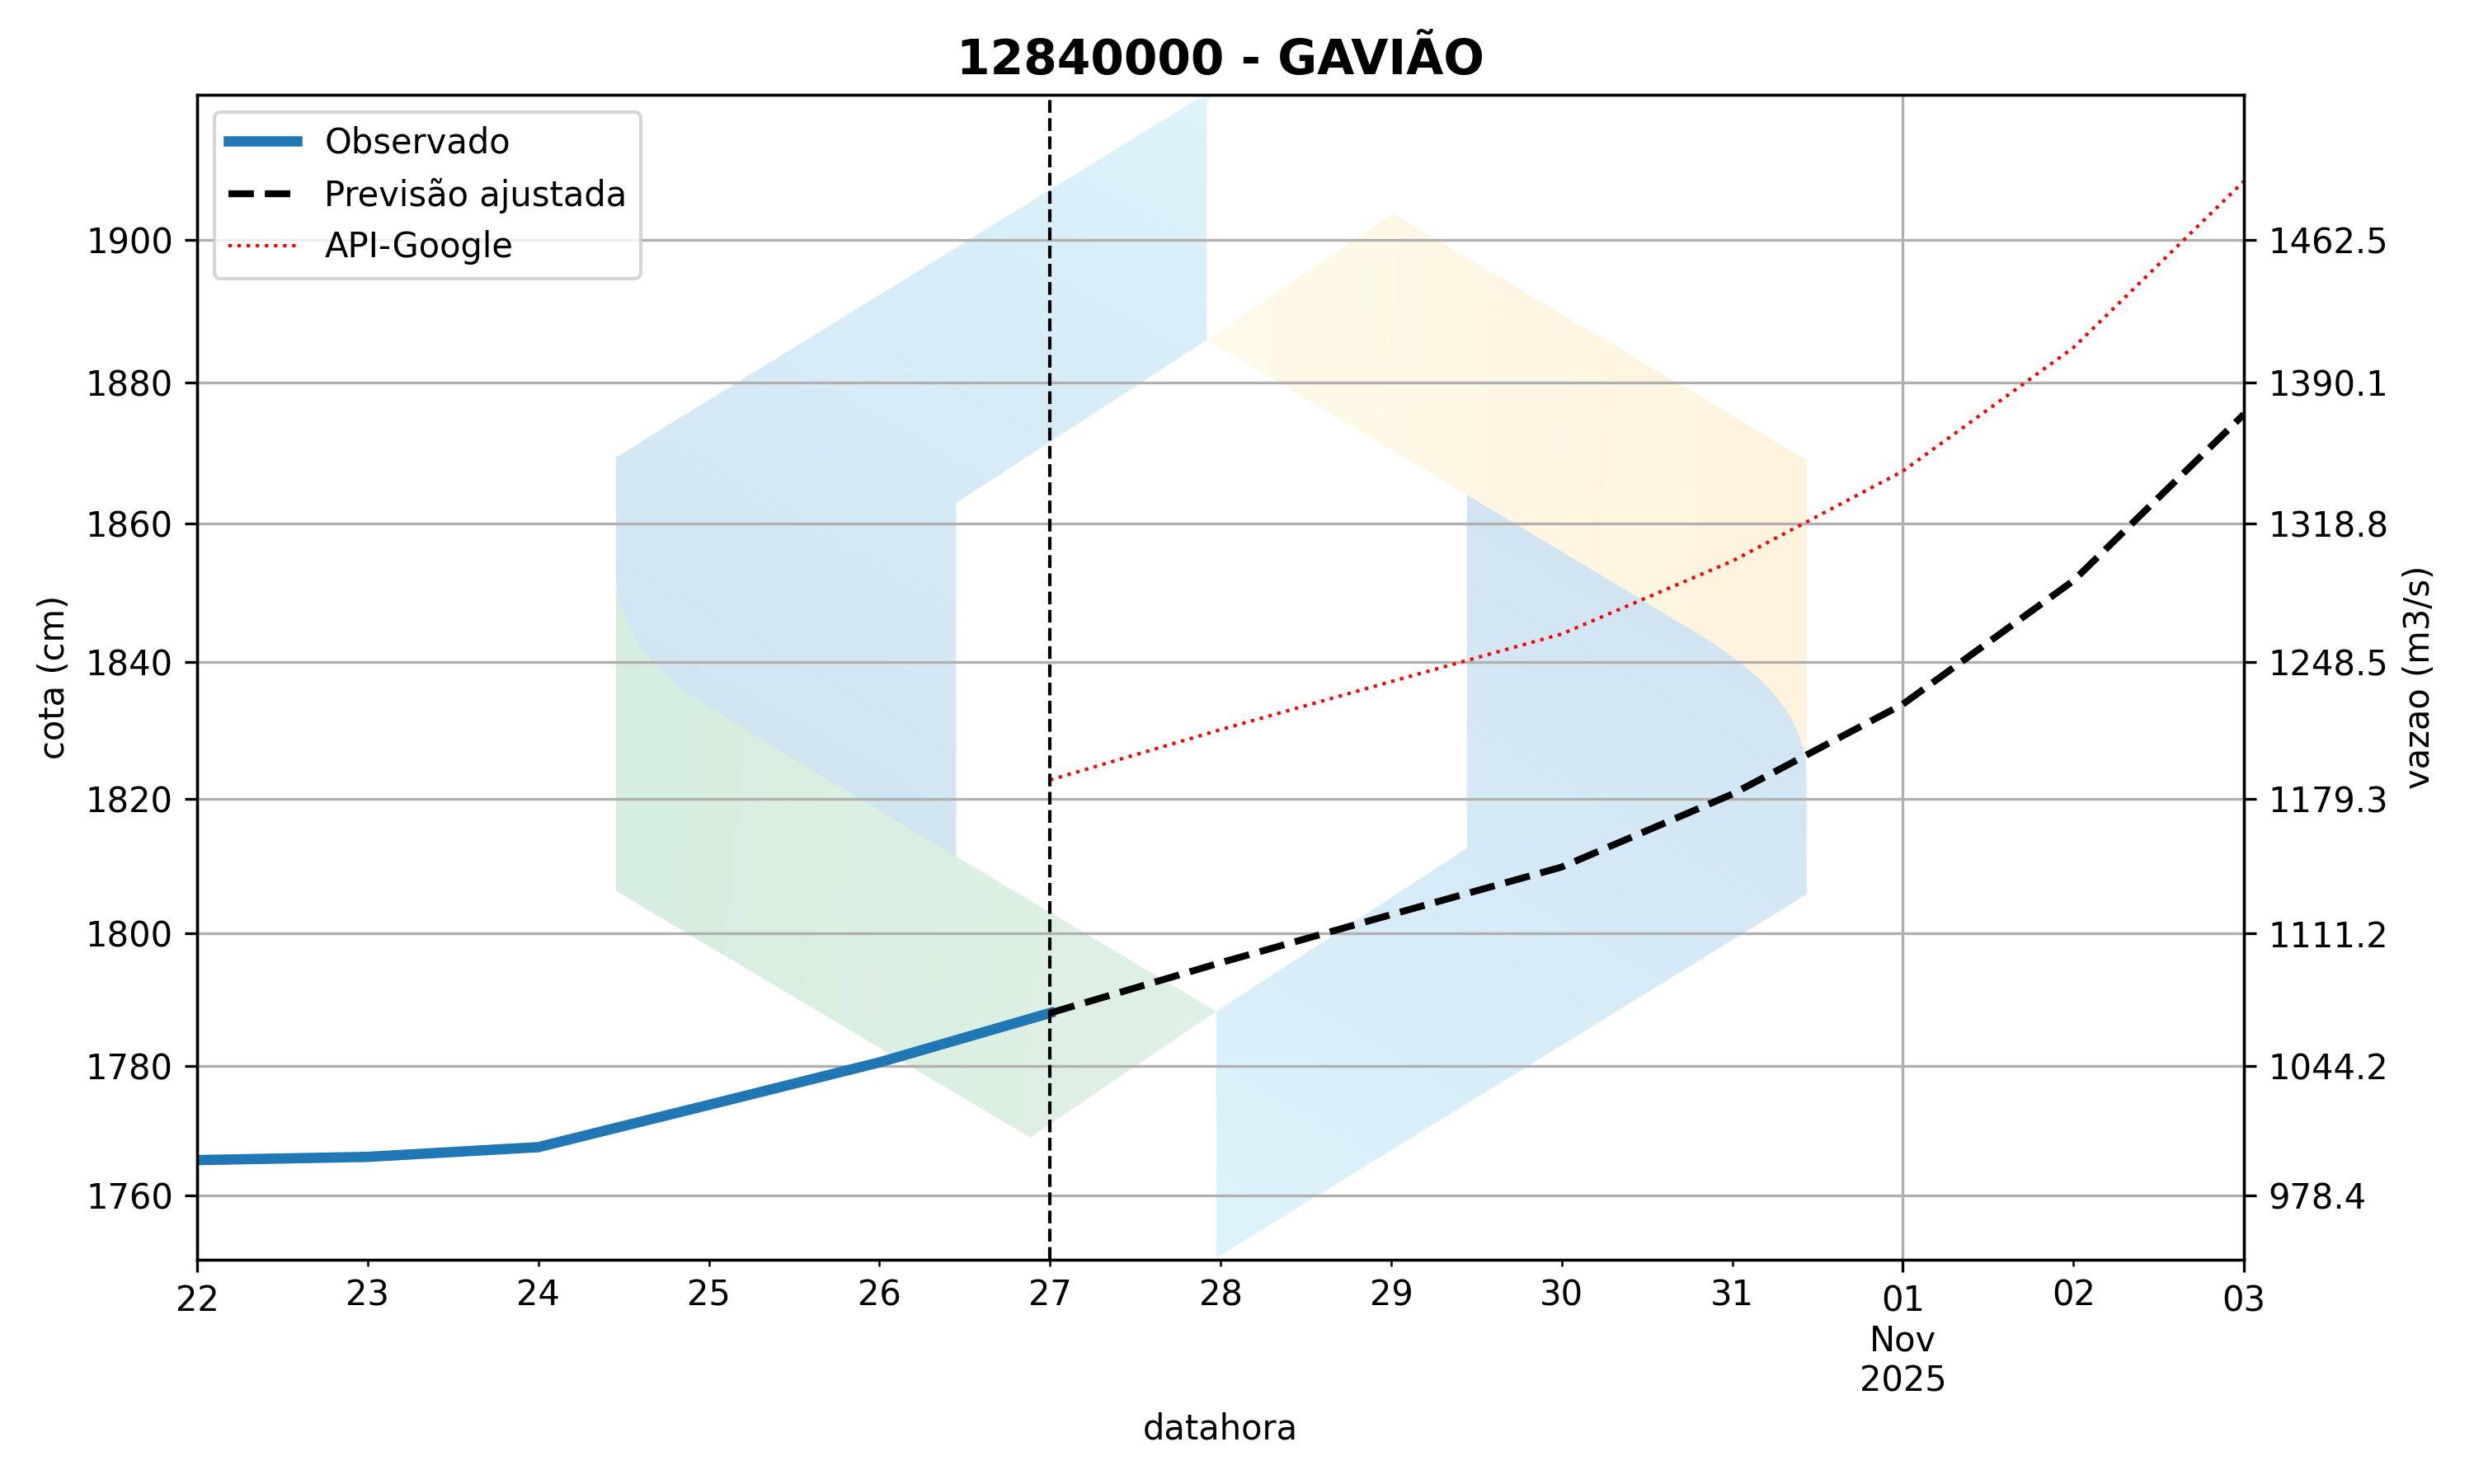 12840000 - GAVIÃO
Observado
Previsão ajustada
API-Google
1900
1880
1860
1840
1820
1800
1780
1760
cota (cm)
1462.5
1390.1
1318.8
1248.5
1179.3
1111.2
1044.2
978.4
vazao (m3/s)
22 23 24 25 26 27 28 29 30 31 01 02 03
Nov
2025
datahora